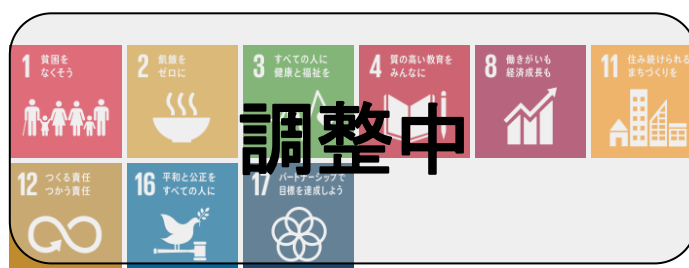 1 貧困を
なくそう
2 飢餓を
ゼロに
3 すべての人に
健康と福祉を
4 質の高い教育を
みんなに
8 働きがいも
経済成長も
11 住み続けられる
まちづくりを
調整中
12 つくる責任
つかう責任
16 平和と公正を
すべての人に
17 パートナーシップで
目標を達成しよう